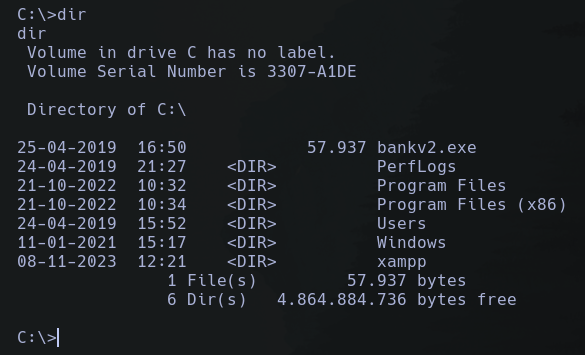 C:\>dir
dir
 Volume in drive C has no label.
 Volume Serial Number is 3307-A1DE
 Directory of C:\
25-04-2019  16:50            57.937 bankv2.exe
24-04-2019  21:27    <DIR>          PerfLogs
21-10-2022  10:32    <DIR>          Program Files
21-10-2022  10:34    <DIR>          Program Files (x86)
24-04-2019  15:52    <DIR>          Users
11-01-2021  15:17    <DIR>          Windows
08-11-2023  12:21    <DIR>          xampp
               1 File(s)         57.937 bytes
               6 Dir(s)   4.864.884.736 bytes free
C:\>